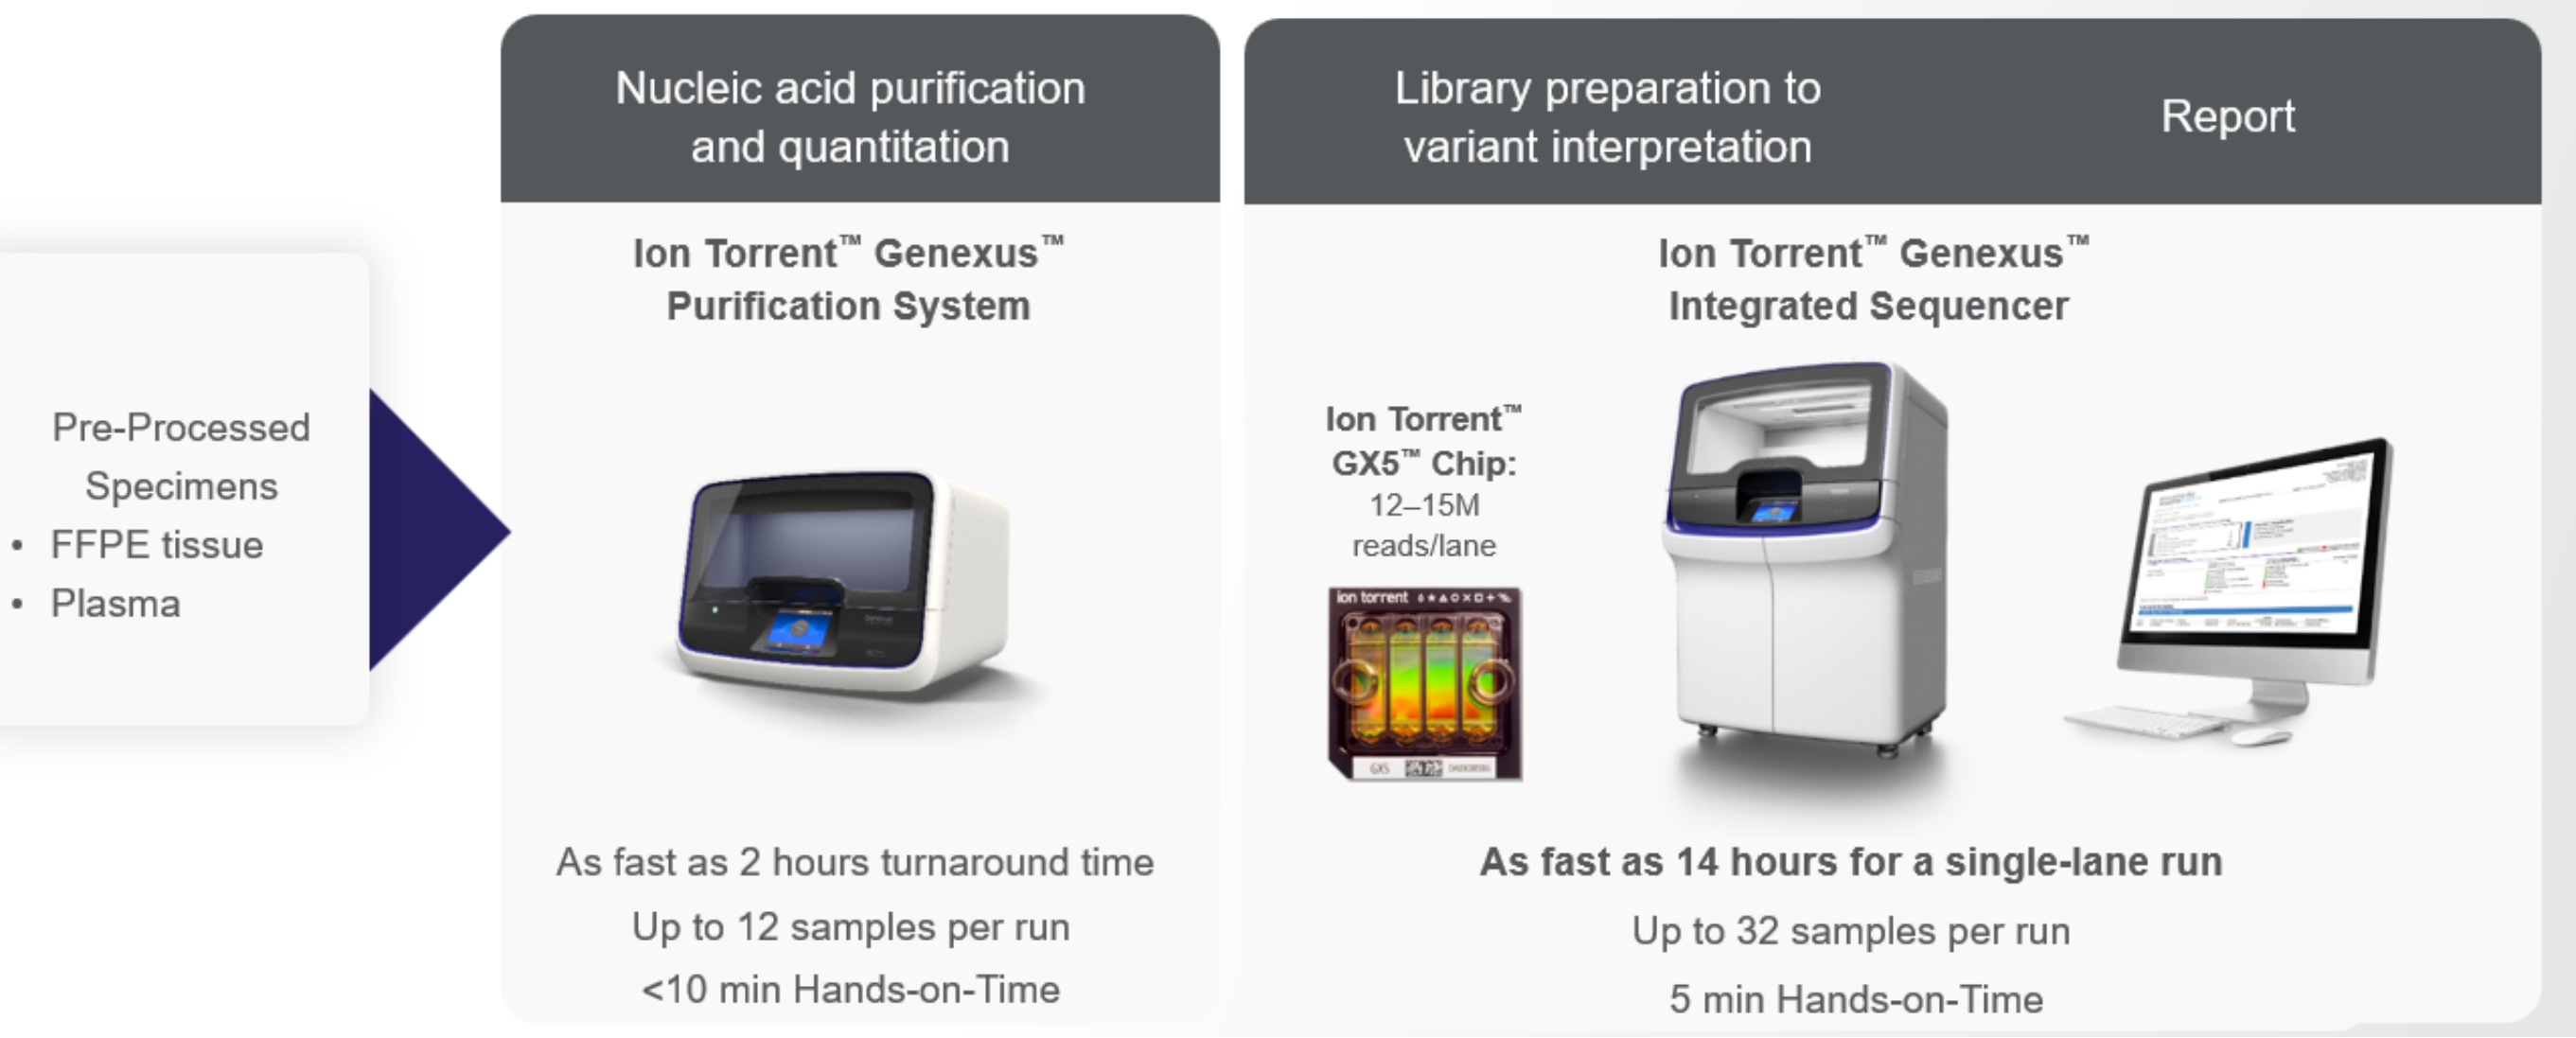 Pre-Processed
Specimens
• FFPE tissue
• Plasma
Nucleic acid purification
and quantitation
Ion Torrent™ Genexus™
Purification System
As fast as 2 hours turnaround time
Up to 12 samples per run
<10 min Hands-on-Time
Library preparation to
variant interpretation
Report
Ion Torrent™ Genexus™
Integrated Sequencer
Ion Torrent™
GX5™ Chip:
12–15M
reads/lane
ion torrent
GX5
As fast as 14 hours for a single-lane run
Up to 32 samples per run
5 min Hands-on-Time